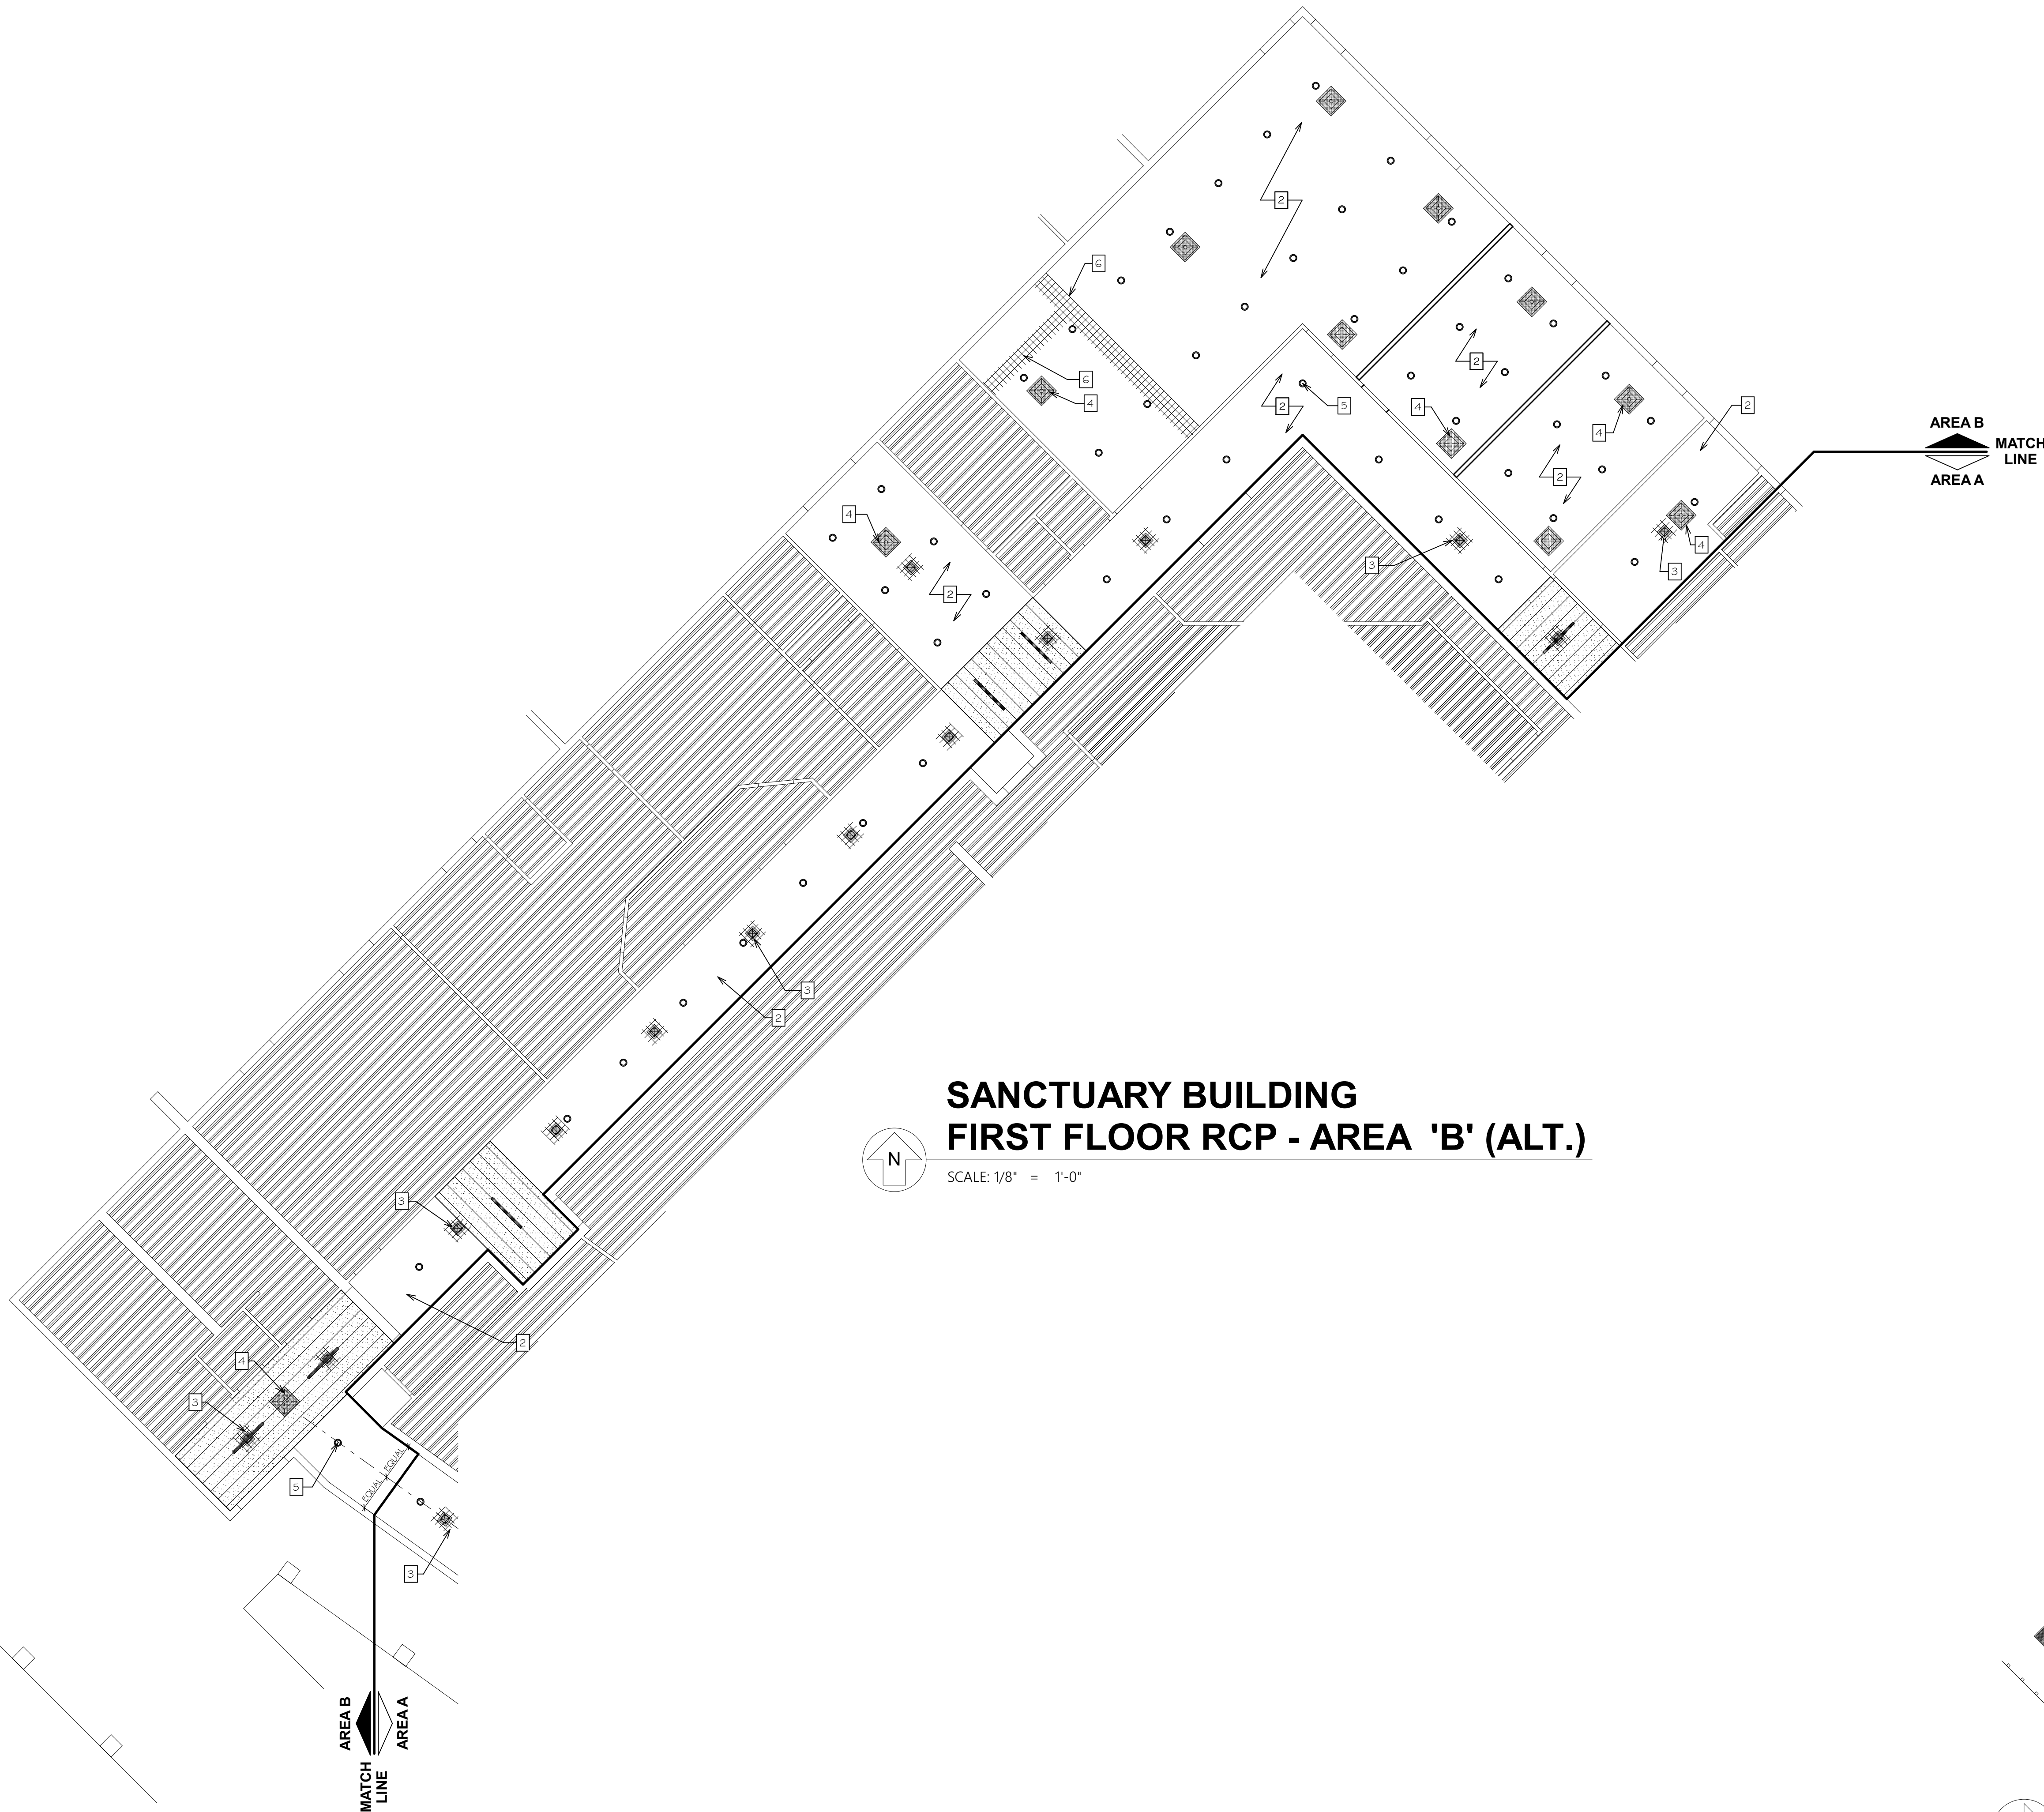 2
6
6
4
2
5
4
2
4
2
2
AREA B
MATCH
LINE
AREA A
4
2
3
4
3
3
2
SANCTUARY BUILDING
FIRST FLOOR RCP - AREA 'B' (ALT.)
N
SCALE: 1/8" = 1'-0"
3
2
4
3
5
EQUAL
EQUAL
3
AREA B
AREA A
MATCH
LINE